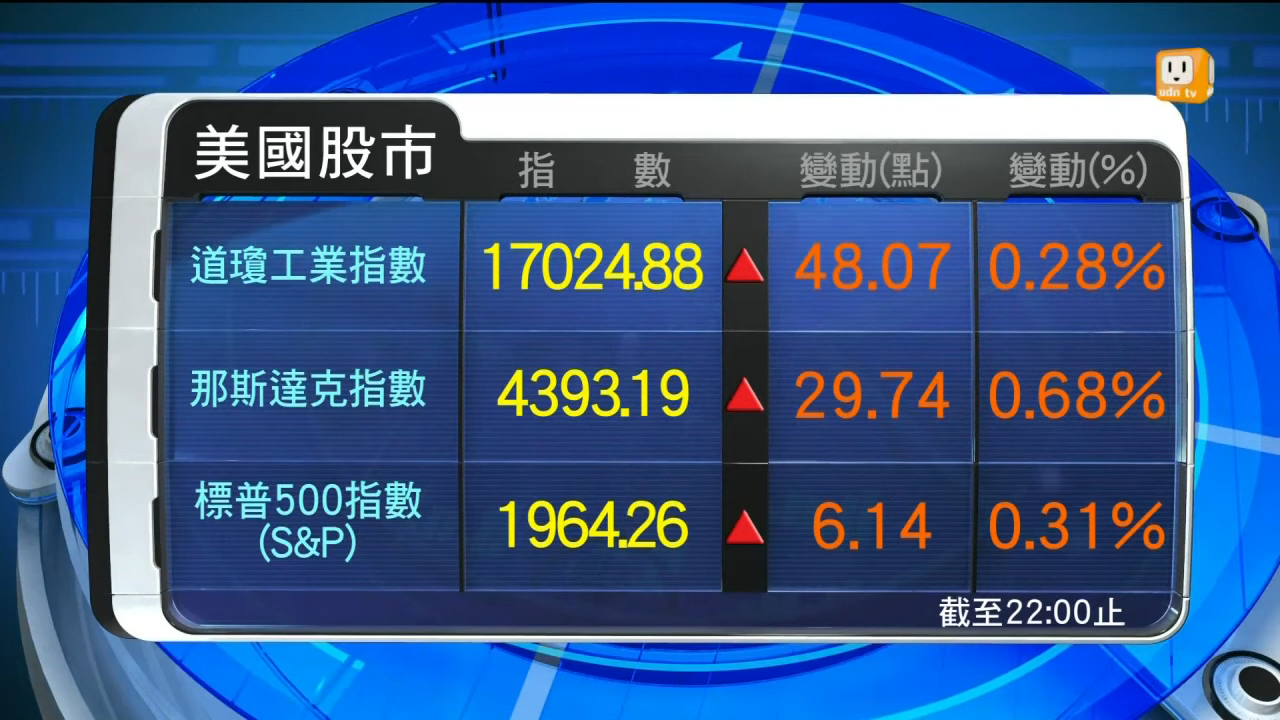 udn tv
美國股市 指數 變動(點) 變動(%)
道瓊工業指數 17024.88 ▲ 48.07 0.28%
那斯達克指數 4393.19 ▲ 29.74 0.68%
標普500指數
(S&P) 1964.26 ▲ 6.14 0.31%
截至22:00止